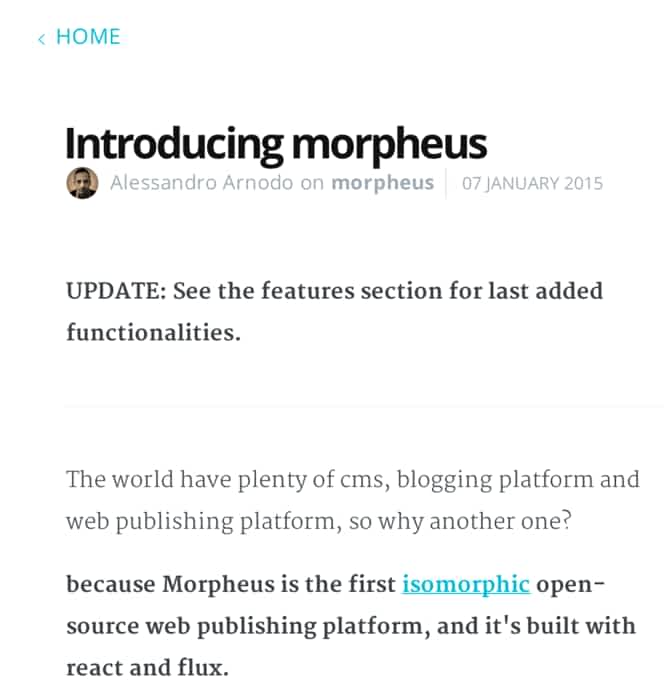 ‹ HOME
Introducing morpheus
Alessandro Arnodo on morpheus 07 JANUARY 2015
UPDATE: See the features section for last added
functionalities.
The world have plenty of cms, blogging platform and
web publishing platform, so why another one?
because Morpheus is the first isomorphic open-
source web publishing platform, and it's built with
react and flux.